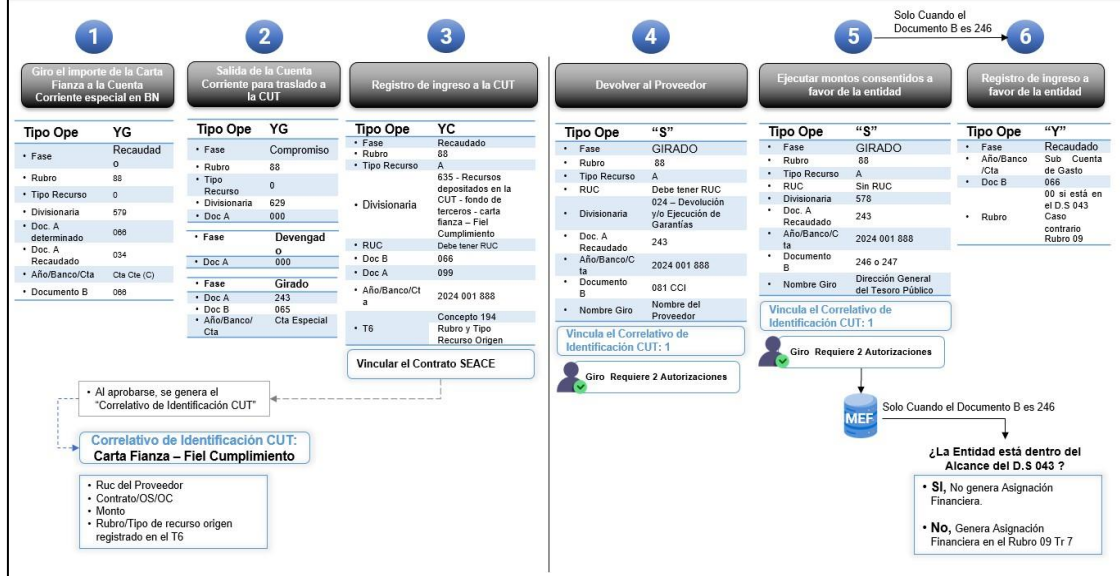 1
Giro el importe de la Carta
Fianza a la Cuenta
Corriente especial en BN
Tipo Ope YG
• Fase Recaudad
o
• Rubro 88
• Tipo Recurso 0
• Divisionaria 579
• Doc. A
determinado 066
• Doc. A
Recaudado 034
• Año/Banco/Cta Cta Cte (C)
• Documento B 066
2
Salida de la Cuenta
Corriente para traslado a
la CUT
Tipo Ope YG
• Fase Compromiso
• Rubro 88
• Tipo
Recurso 0
• Divisionaria 629
• Doc A 000
• Fase Devengad
o
• Doc A 000
• Fase Girado
• Doc A 243
• Doc B 065
• Año/Banco/
Cta Cta Especial
3
Registro de ingreso a la CUT
Tipo Ope YC
• Fase Recaudado
• Rubro 88
• Tipo Recurso A
• Divisionaria 635 - Recursos
depositados en la
CUT - fondo de
terceros - carta
fianza – Fiel
Cumplimiento
• RUC Debe tener RUC
• Doc B 066
• Doc A 099
• Año/Banco/Ct
a 2024 001 888
• T6 Concepto 194
Rubro y Tipo
Recurso Origen
Vincular el Contrato SEACE
• Al aprobarse, se genera el
"Correlativo de Identificación CUT"
Correlativo de Identificación CUT:
Carta Fianza – Fiel Cumplimiento
• Ruc del Proveedor
• Contrato/OS/OC
• Monto
• Rubro/Tipo de recurso origen
registrado en el T6
4
Devolver al Proveedor
Tipo Ope "S"
• Fase GIRADO
• Rubro 88
• Tipo Recurso A
• RUC Debe tener RUC
• Divisionaria 024 – Devolución
y/o Ejecución de
Garantías
• Doc. A
Recaudado 243
• Año/Banco/C
ta 2024 001 888
• Documento
B 081 CCI
• Nombre Giro Nombre del
Proveedor
Vincula el Correlativo de
Identificación CUT: 1
Giro Requiere 2 Autorizaciones
5
Solo Cuando el
Documento B es 246
Ejecutar montos consentidos a
favor de la entidad
Tipo Ope "S"
• Fase GIRADO
• Rubro 88
• Tipo Recurso A
• RUC Sin RUC
• Divisionaria 578
• Doc. A
Recaudado 243
• Año/Banco/C
ta 2024 001 888
• Documento
B 246 o 247
• Nombre Giro Dirección General
del Tesoro Público
Vincula el Correlativo de
Identificación CUT: 1
Giro Requiere 2 Autorizaciones
MEF
Solo Cuando el Documento B es 246
¿La Entidad está dentro del
Alcance del D.S 043 ?
• SI, No genera Asignación
Financiera.
• No, Genera Asignación
Financiera en el Rubro 09 Tr 7
6
Registro de ingreso a
favor de la entidad
Tipo Ope "Y"
• Fase Recaudado
• Año/Banco
/Cta Sub Cuenta
de Gasto
• Doc B 066
• Rubro 00 si está en
el D.S 043
Caso
contrario
Rubro 09